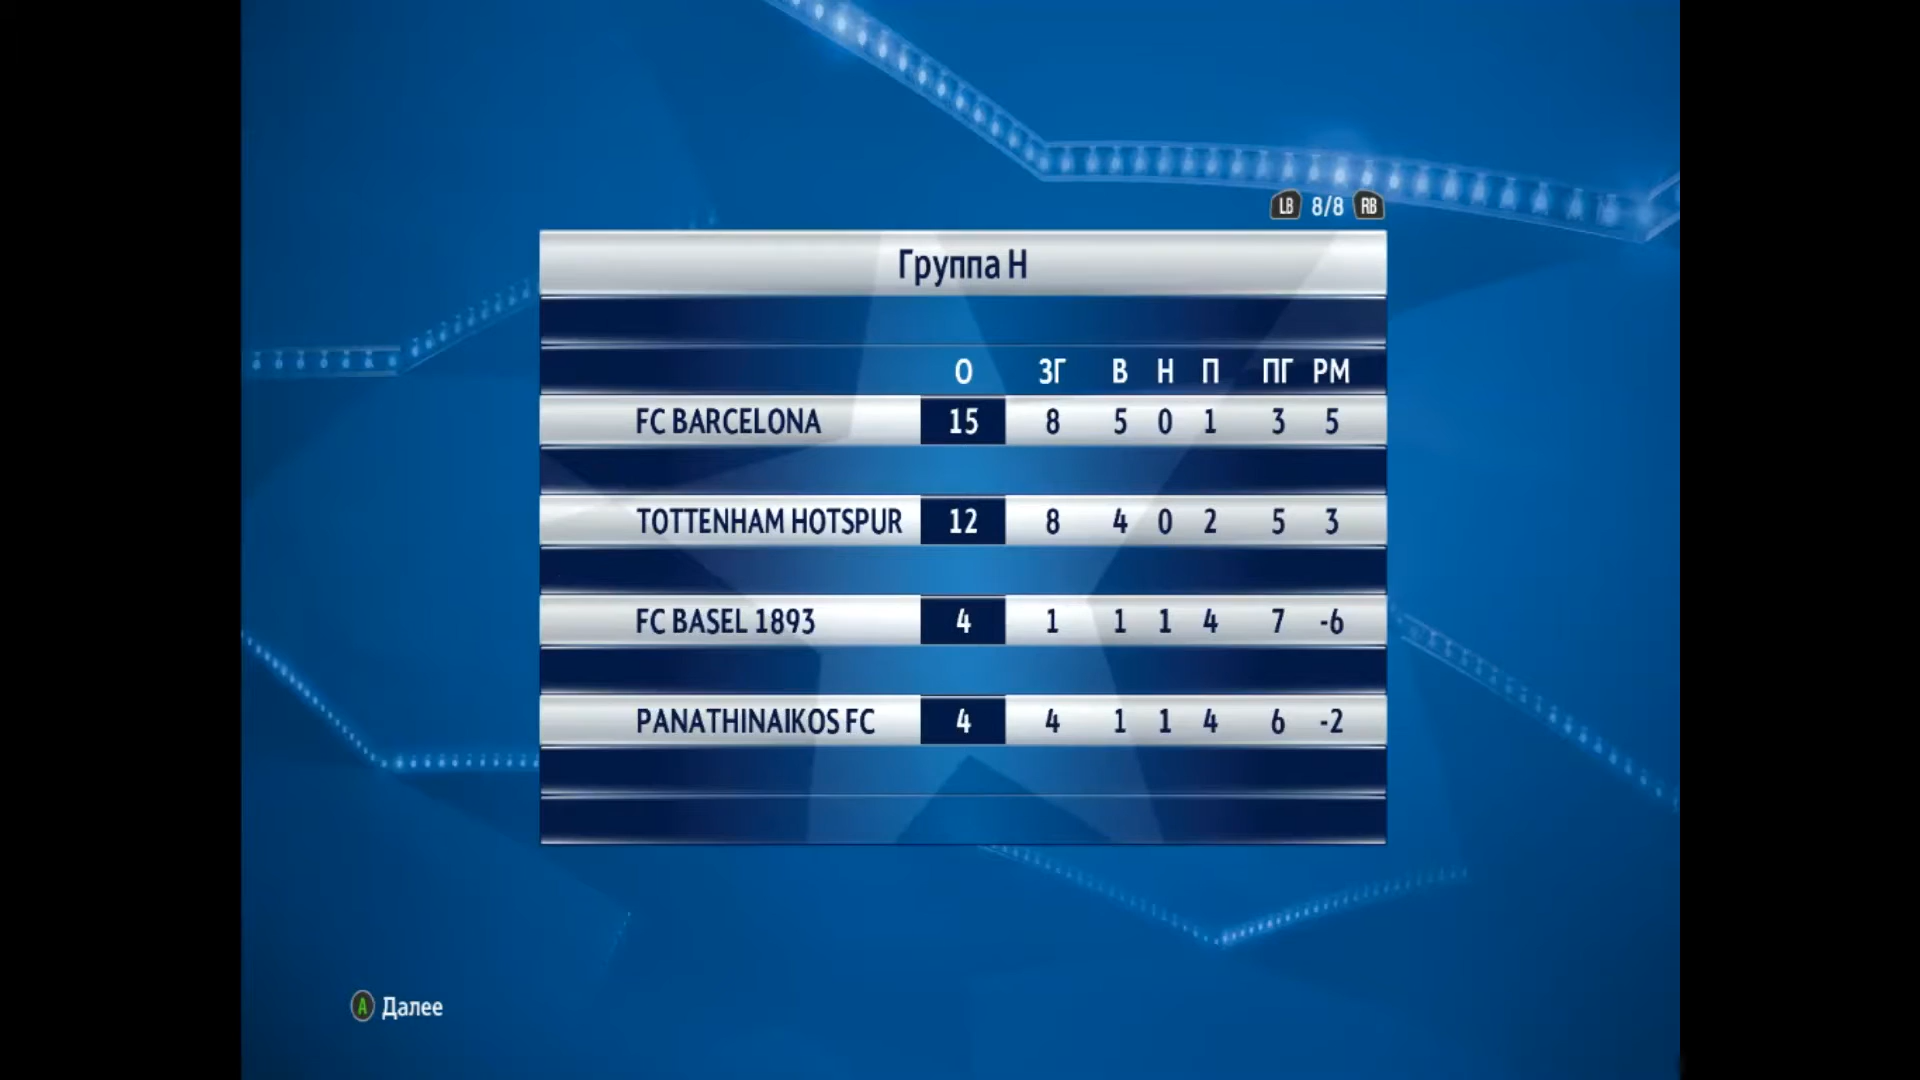 LB 8/8 RB
Группа H
О ЗГ В Н П ПГ РМ
FC BARCELONA 15 8 5 0 1 3 5
TOTTENHAM HOTSPUR 12 8 4 0 2 5 3
FC BASEL 1893 4 1 1 1 4 7 -6
PANATHINAIKOS FC 4 4 1 1 4 6 -2
A Далее